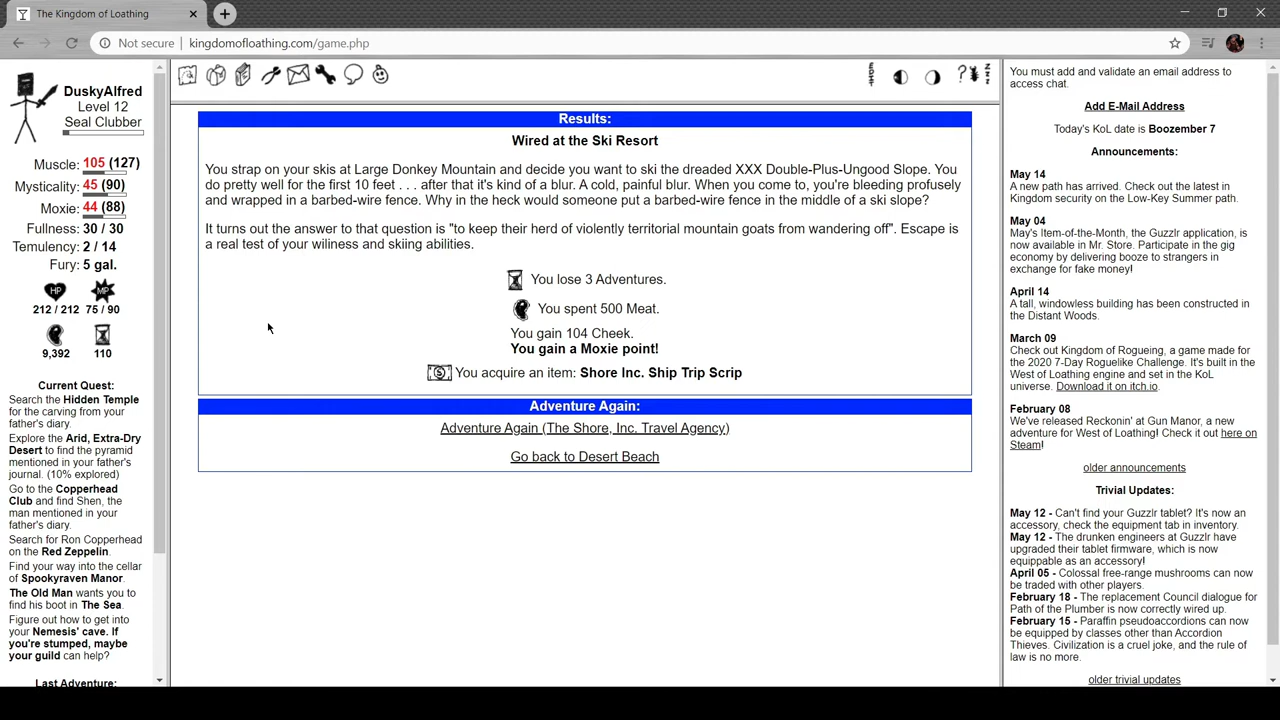 The Kingdom of Loathing
Not secure | kingdomofloathing.com/game.php
DuskyAlfred
Level 12
Seal Clubber
Muscle: 105 (127)
Mysticality: 45 (90)
Moxie: 44 (88)
Fullness: 30 / 30
Temulency: 2 / 14
Fury: 5 gal.
HP MP
212 / 212 75 / 90
9,392 110
Current Quest:
Search the Hidden Temple
for the carving from your
father's diary.
Explore the Arid, Extra-Dry
Desert to find the pyramid
mentioned in your father's
journal. (10% explored)
Go to the Copperhead
Club and find Shen, the
man mentioned in your
father's diary.
Search for Ron Copperhead
on the Red Zeppelin.
Find your way into the cellar
of Spookyraven Manor.
The Old Man wants you to
find his boot in The Sea.
Figure out how to get into
your Nemesis' cave. If
you're stumped, maybe
your guild can help?
Last Adventure:
Results:
Wired at the Ski Resort
You strap on your skis at Large Donkey Mountain and decide you want to ski the dreaded XXX Double-Plus-Ungood Slope. You
do pretty well for the first 10 feet . . . after that it's kind of a blur. A cold, painful blur. When you come to, you're bleeding profusely
and wrapped in a barbed-wire fence. Why in the heck would someone put a barbed-wire fence in the middle of a ski slope?
It turns out the answer to that question is "to keep their herd of violently territorial mountain goats from wandering off". Escape is
a real test of your wiliness and skiing abilities.
You lose 3 Adventures.
You spent 500 Meat.
You gain 104 Cheek.
You gain a Moxie point!
You acquire an item: Shore Inc. Ship Trip Scrip
Adventure Again:
Adventure Again (The Shore, Inc. Travel Agency)
Go back to Desert Beach
You must add and validate an email address to
access chat.
Add E-Mail Address
Today's KoL date is Boozember 7
Announcements:
May 14
A new path has arrived. Check out the latest in
Kingdom security on the Low-Key Summer path.
May 04
May's Item-of-the-Month, the Guzzlr application, is
now available in Mr. Store. Participate in the gig
economy by delivering booze to strangers in
exchange for fake money!
April 14
A tall, windowless building has been constructed in
the Distant Woods.
March 09
Check out Kingdom of Rogueing, a game made for
the 2020 7-Day Roguelike Challenge. It's built in the
West of Loathing engine and set in the KoL
universe. Download it on itch.io.
February 08
We've released Reckonin' at Gun Manor, a new
adventure for West of Loathing! Check it out here on
Steam!
older announcements
Trivial Updates:
May 12 - Can't find your Guzzlr tablet? It's now an
accessory, check the equipment tab in inventory.
May 12 - The drunken engineers at Guzzlr have
upgraded their tablet firmware, which is now
equippable as an accessory!
April 05 - Colossal free-range mushrooms can now
be traded with other players.
February 18 - The replacement Council dialogue for
Path of the Plumber is now correctly wired up.
February 15 - Paraffin pseudoaccordions can now
be equipped by classes other than Accordion
Thieves. Civilization is a cruel joke, and the rule of
law is no more.
older trivial updates